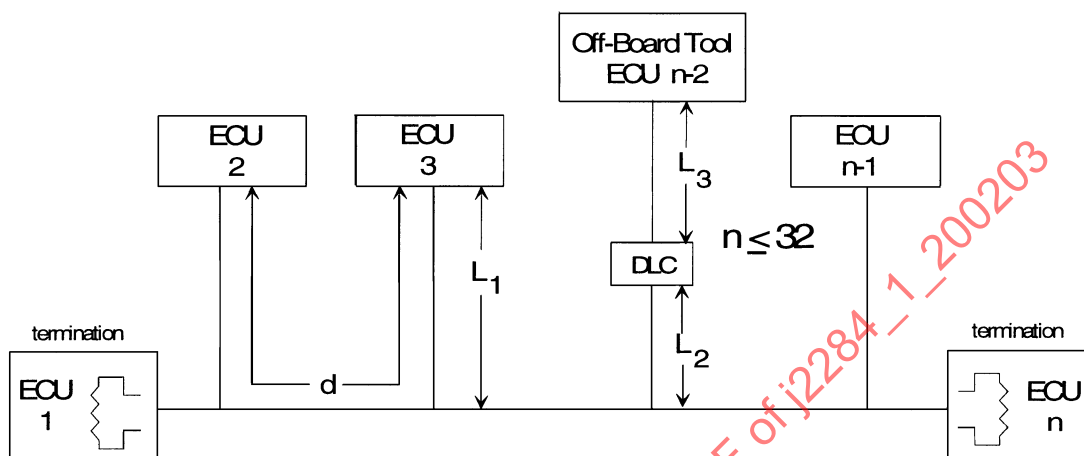 Off-Board Tool
ECU n-2
ECU
2
ECU
3
ECU
n-1
L3
n ≤ 32
DLC
L1
L2
d
termination
ECU
1
termination
ECU
n
F of j2284_1_200203